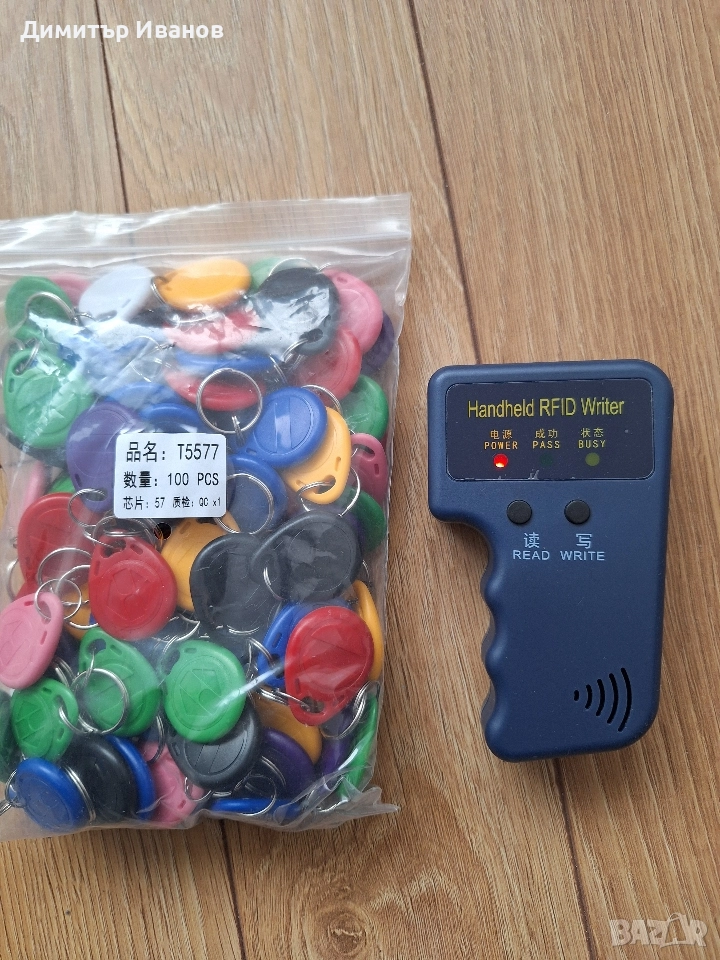 Димитър Иванов
品名: T5577
数量: 100 PCS
芯片: 57 质检: QC x1
Handheld RFID Writer
电源 成功 状态
POWER PASS BUSY
读 写
READ WRITE
BAZAR